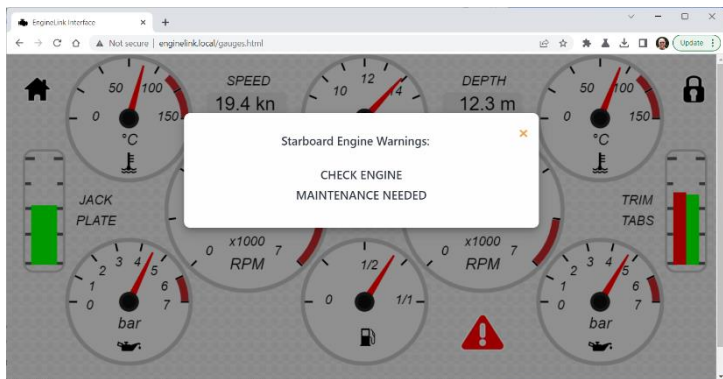 EngineLink Interface
Not secure | enginelink.local/gauges.html
Update
0 50 100 150
°C
SPEED
19.4 kn
10 12 14
DEPTH
12.3 m
0 50 100 150
°C
Starboard Engine Warnings:
CHECK ENGINE
MAINTENANCE NEEDED
JACK
PLATE
TRIM
TABS
0 x1000 7
RPM
0 x1000 7
RPM
0 1 2 3 4 5 6 7
bar
0 1/2 1/1
0 1 2 3 4 5 6 7
bar